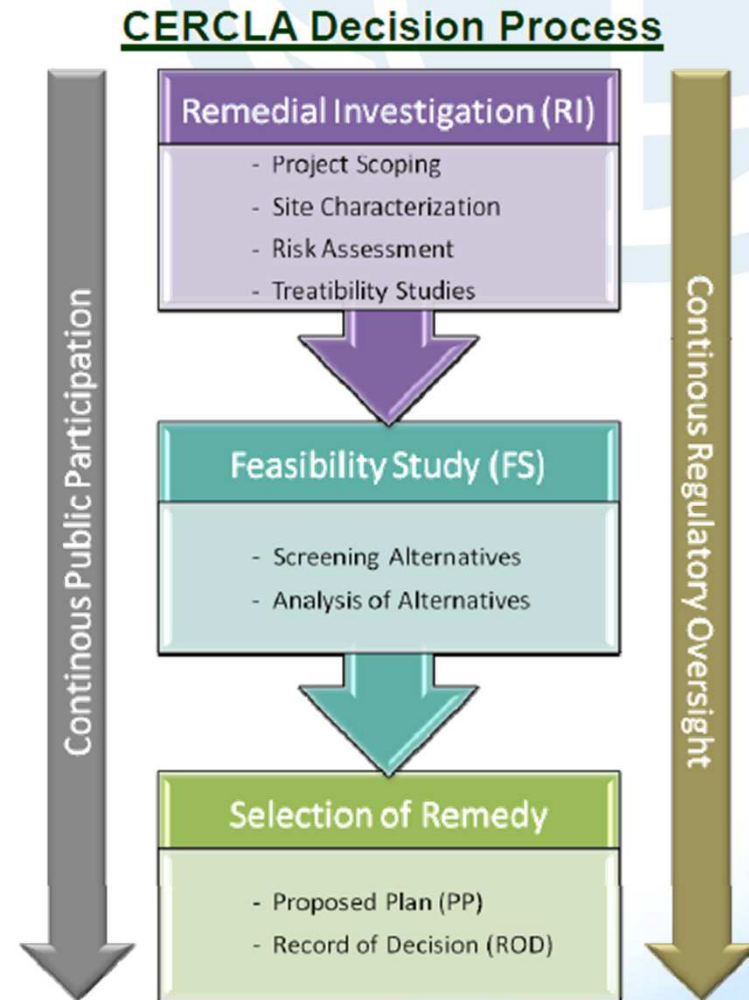 CERCLA Decision Process
Remedial Investigation (RI)
- Project Scoping
- Site Characterization
- Risk Assessment
- Treatibility Studies
Feasibility Study (FS)
- Screening Alternatives
- Analysis of Alternatives
Selection of Remedy
- Proposed Plan (PP)
- Record of Decision (ROD)
Continous Public Participation
Continous Regulatory Oversight